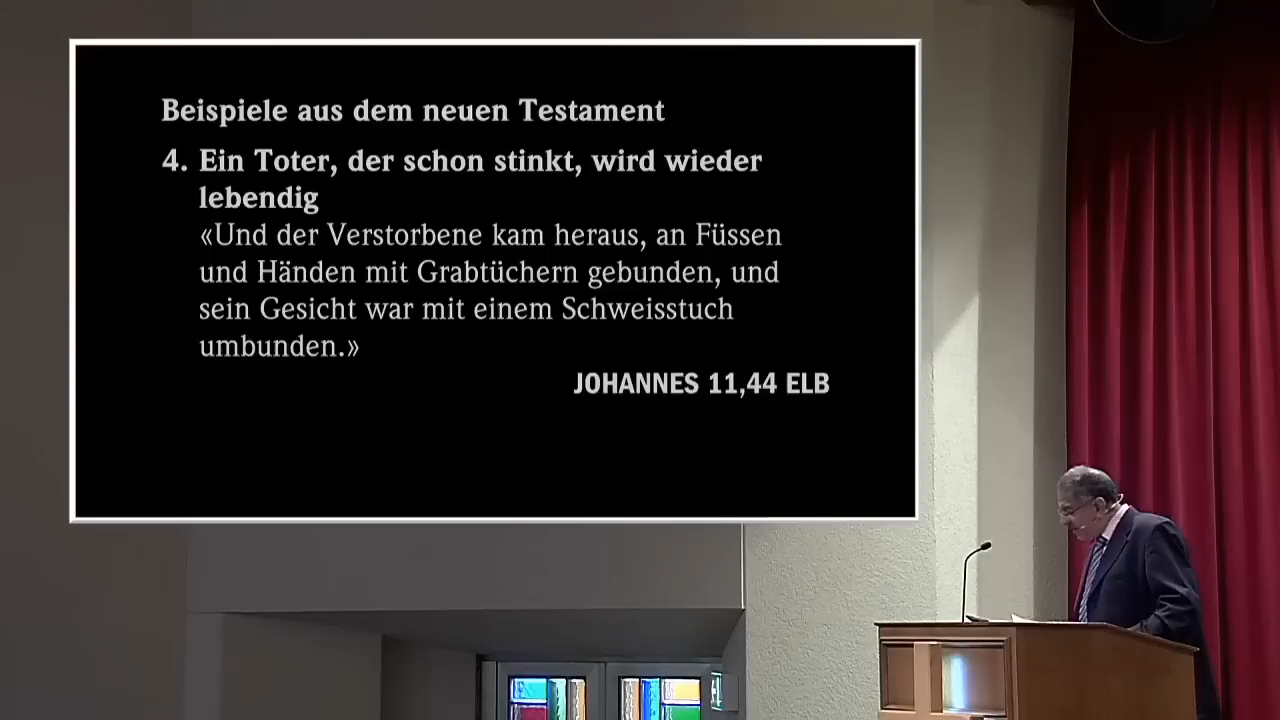 Beispiele aus dem neuen Testament
4. Ein Toter, der schon stinkt, wird wieder
lebendig
«Und der Verstorbene kam heraus, an Füssen
und Händen mit Grabtüchern gebunden, und
sein Gesicht war mit einem Schweisstuch
umbunden.»
JOHANNES 11,44 ELB